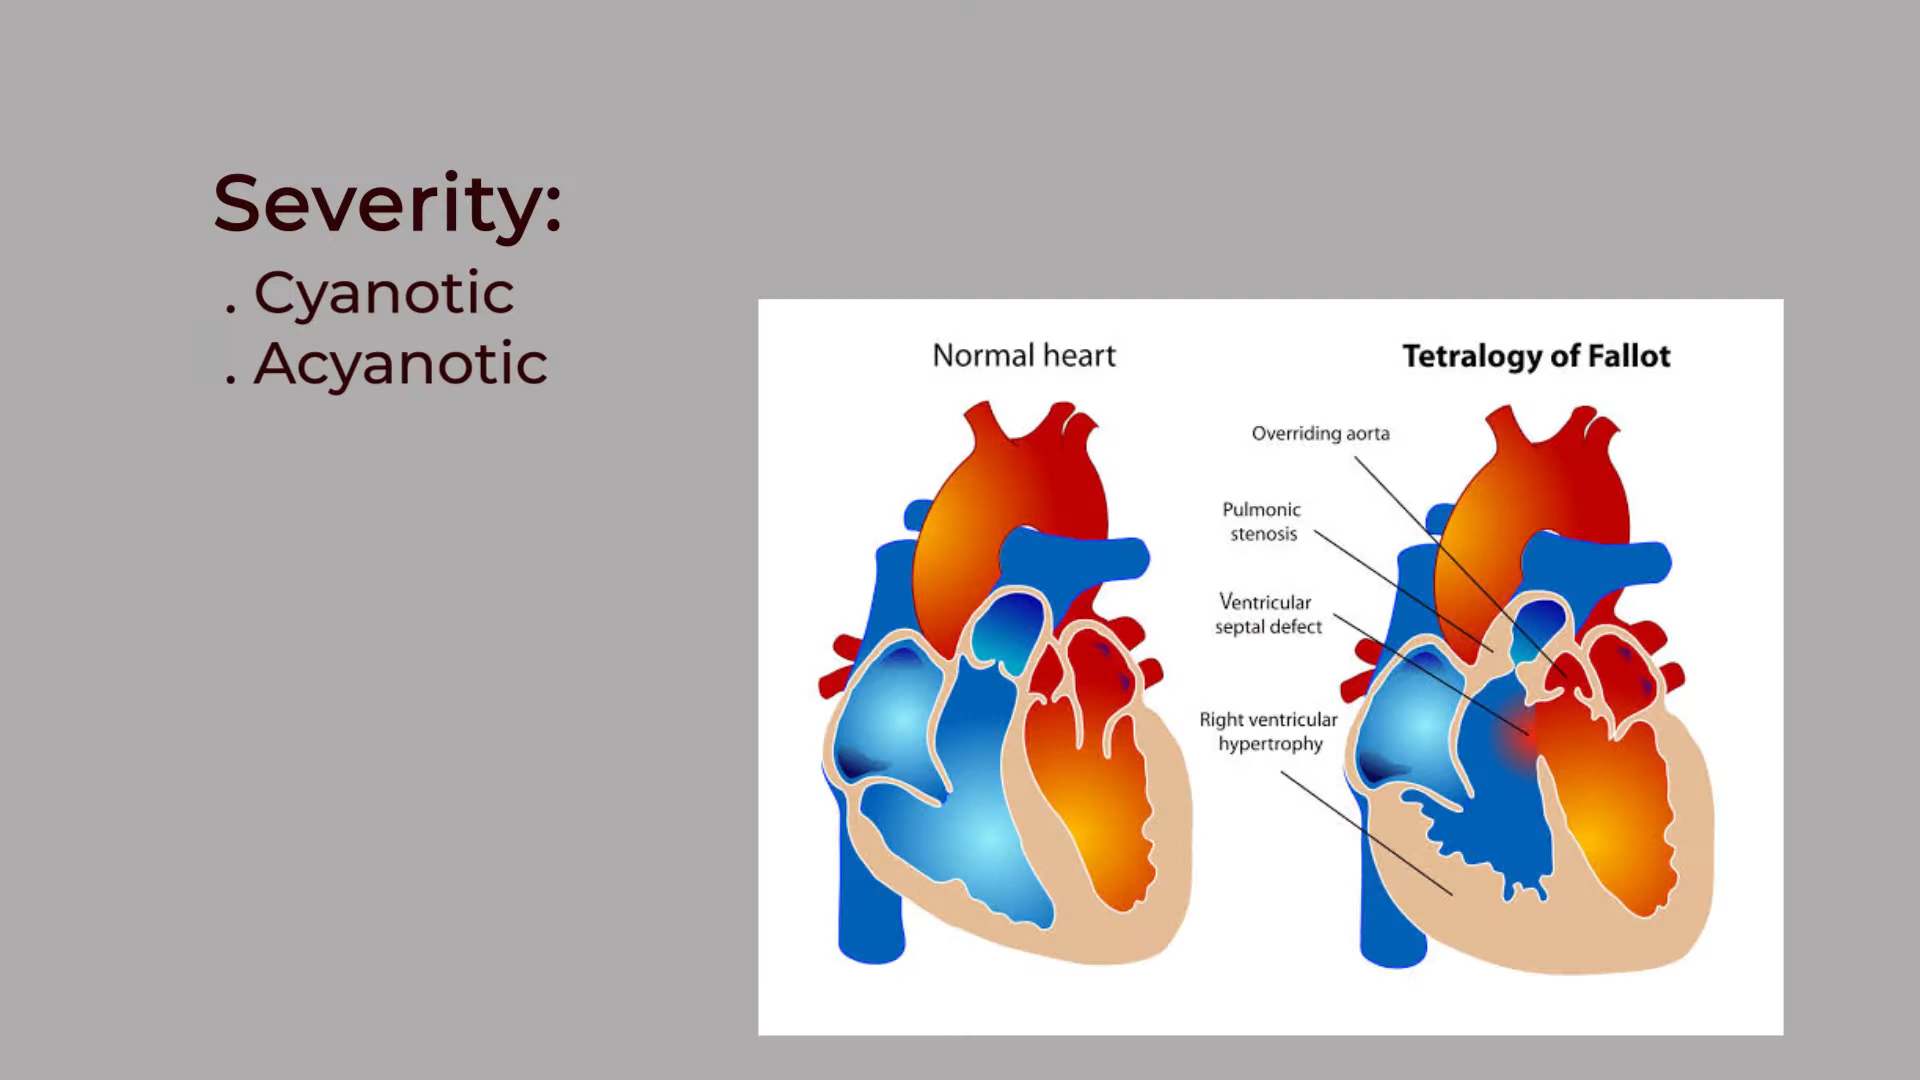 Severity:
. Cyanotic
. Acyanotic
Normal heart
Tetralogy of Fallot
Overriding aorta
Pulmonic
stenosis
Ventricular
septal defect
Right ventricular
hypertrophy